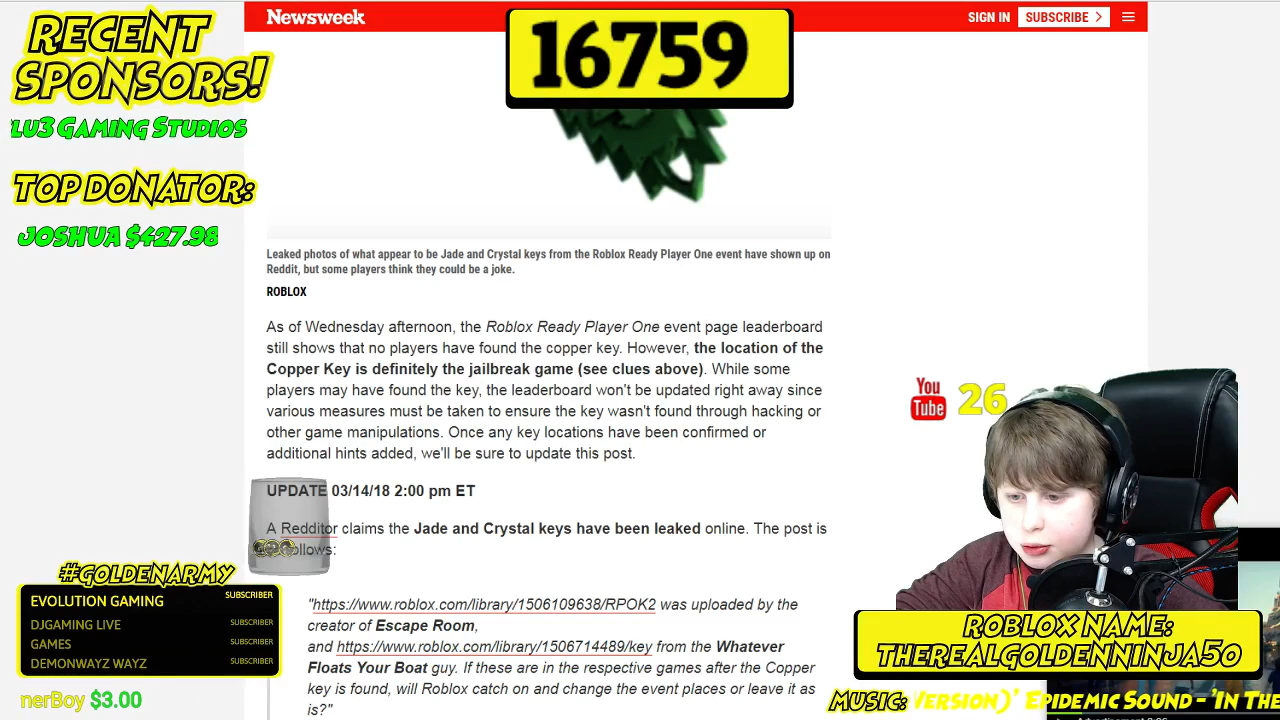 RECENT
SPONSORS!
LU3 GAMING STUDIOS
TOP DONATOR:
JOSHUA $427.98
Newsweek
16759
SIGN IN
SUBSCRIBE >
Leaked photos of what appear to be Jade and Crystal keys from the Roblox Ready Player One event have shown up on
Reddit, but some players think they could be a joke.
ROBLOX
As of Wednesday afternoon, the Roblox Ready Player One event page leaderboard
still shows that no players have found the copper key. However, the location of the
Copper Key is definitely the jailbreak game (see clues above). While some
players may have found the key, the leaderboard won't be updated right away since
various measures must be taken to ensure the key wasn't found through hacking or
other game manipulations. Once any key locations have been confirmed or
additional hints added, we'll be sure to update this post.
UPDATE 03/14/18 2:00 pm ET
A Redditor claims the Jade and Crystal keys have been leaked online. The post is
follows:
"https://www.roblox.com/library/1506109638/RPOK2 was uploaded by the
creator of Escape Room,
and https://www.roblox.com/library/1506714489/key from the Whatever
Floats Your Boat guy. If these are in the respective games after the Copper
key is found, will Roblox catch on and change the event places or leave it as
is?"
You
Tube
26
#GOLDENARMY
EVOLUTION GAMING SUBSCRIBER
DJGAMING LIVE SUBSCRIBER
GAMES SUBSCRIBER
DEMONWAYZ WAYZ SUBSCRIBER
nerBoy $3.00
ROBLOX NAME:
THEREALGOLDENNINJA50
MUSIC: VERSION)' EPIDEMIC SOUND - 'IN THE